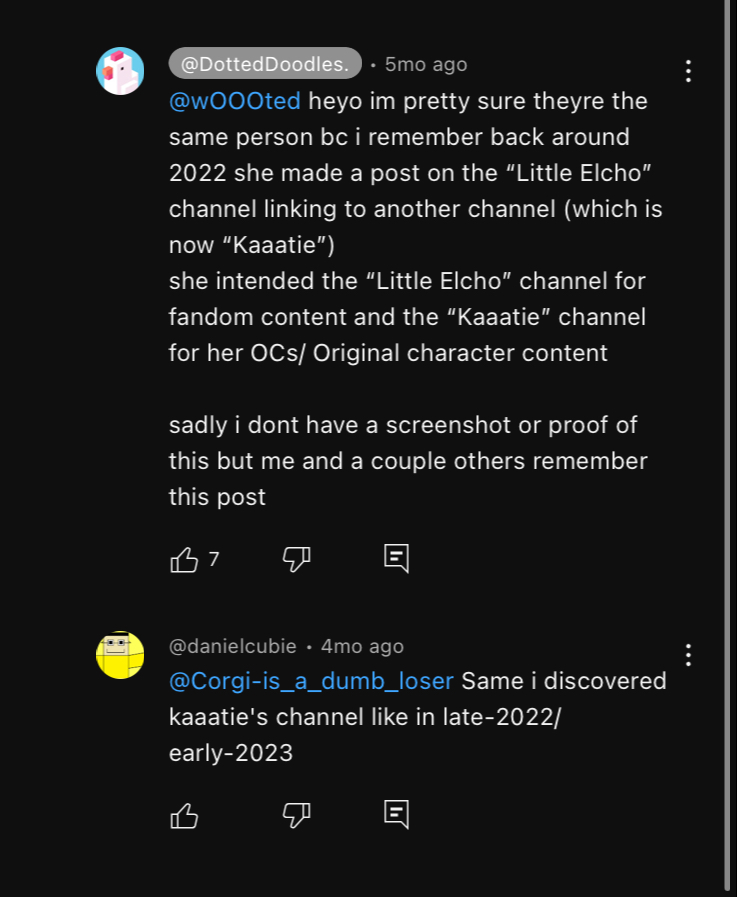 @DottedDoodles. • 5mo ago
@wOOOted heyo im pretty sure theyre the
same person bc i remember back around
2022 she made a post on the “Little Elcho”
channel linking to another channel (which is
now “Kaaatie”)
she intended the “Little Elcho” channel for
fandom content and the “Kaaatie” channel
for her OCs/ Original character content
sadly i dont have a screenshot or proof of
this but me and a couple others remember
this post
7
@danielcubie • 4mo ago
@Corgi-is_a_dumb_loser Same i discovered
kaaatie's channel like in late-2022/
early-2023